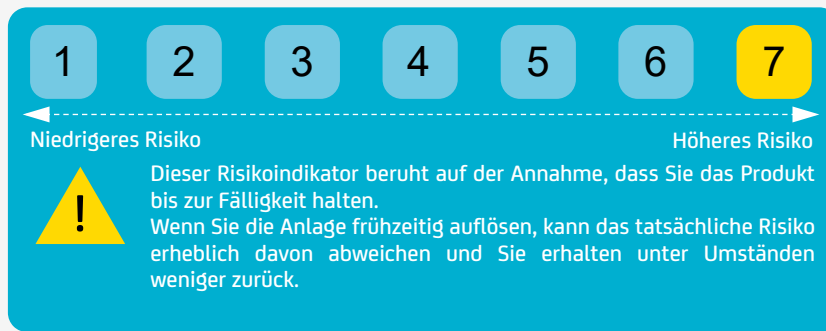 1 2 3 4 5 6 7
Niedrigeres Risiko Höheres Risiko
Dieser Risikoindikator beruht auf der Annahme, dass Sie das Produkt
bis zur Fälligkeit halten.
! Wenn Sie die Anlage frühzeitig auflösen, kann das tatsächliche Risiko
erheblich davon abweichen und Sie erhalten unter Umständen
weniger zurück.